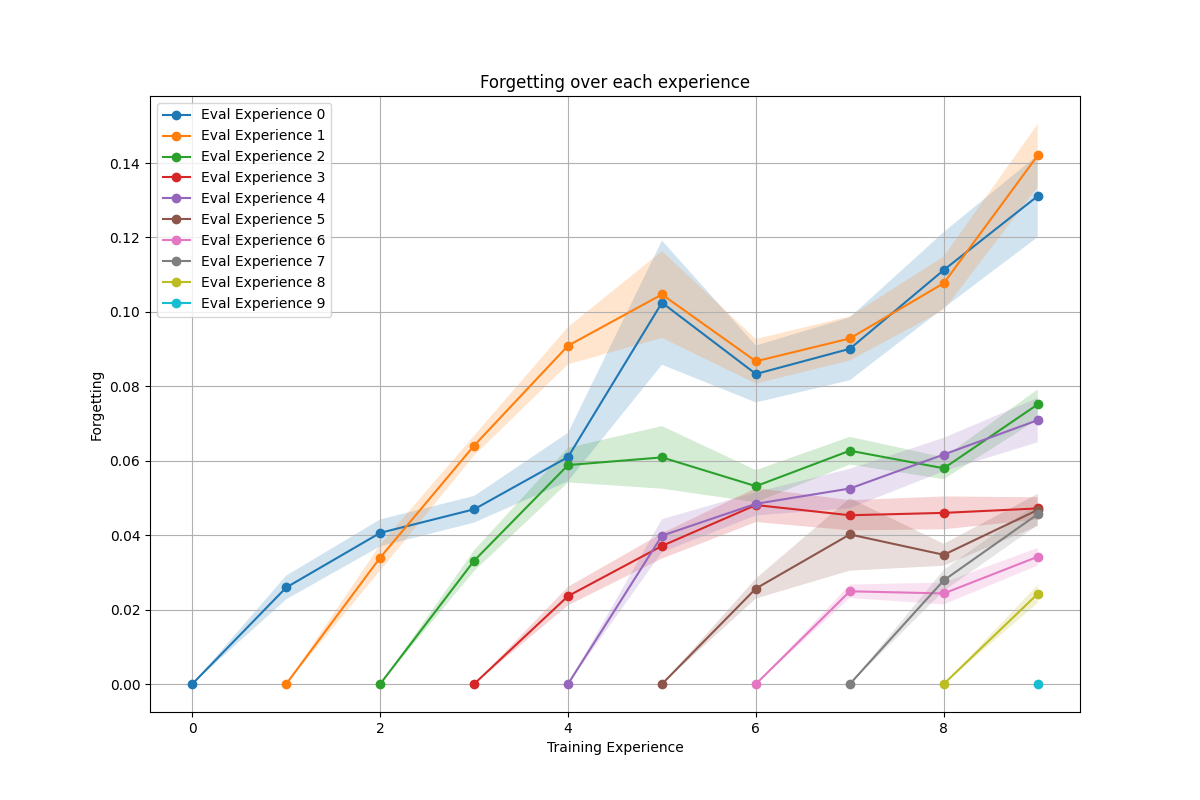 Forgetting over each experience
Eval Experience 0
Eval Experience 1
Eval Experience 2
Eval Experience 3
Eval Experience 4
Eval Experience 5
Eval Experience 6
Eval Experience 7
Eval Experience 8
Eval Experience 9
0.14
0.12
0.10
0.08
0.06
0.04
0.02
0.00
Forgetting
0 2 4 6 8
Training Experience